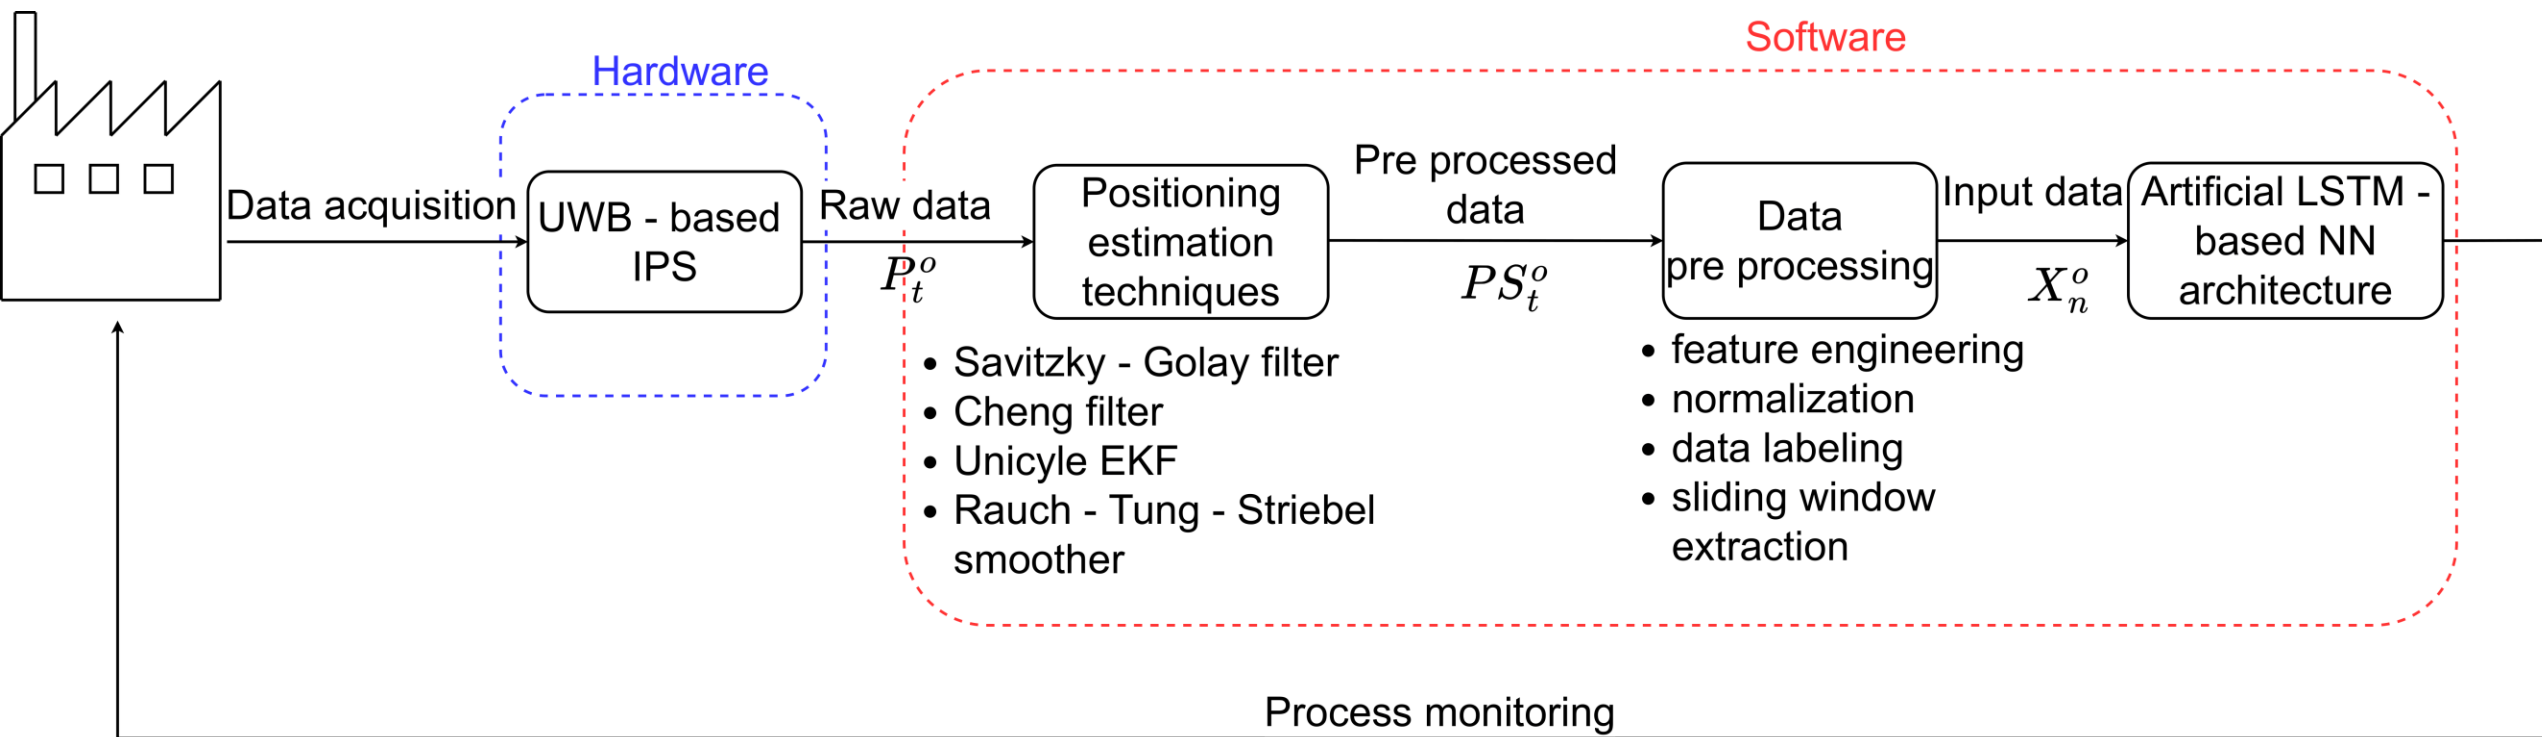 Software
Hardware
Data acquisition
UWB - based
IPS
Raw data
P_t^o
Positioning
estimation
techniques
Savitzky - Golay filter
Cheng filter
Unicyle EKF
Rauch - Tung - Striebel
smoother
Pre processed
data
PS_t^o
Data
pre processing
feature engineering
normalization
data labeling
sliding window
extraction
Input data
X_n^o
Artificial LSTM -
based NN
architecture
Process monitoring